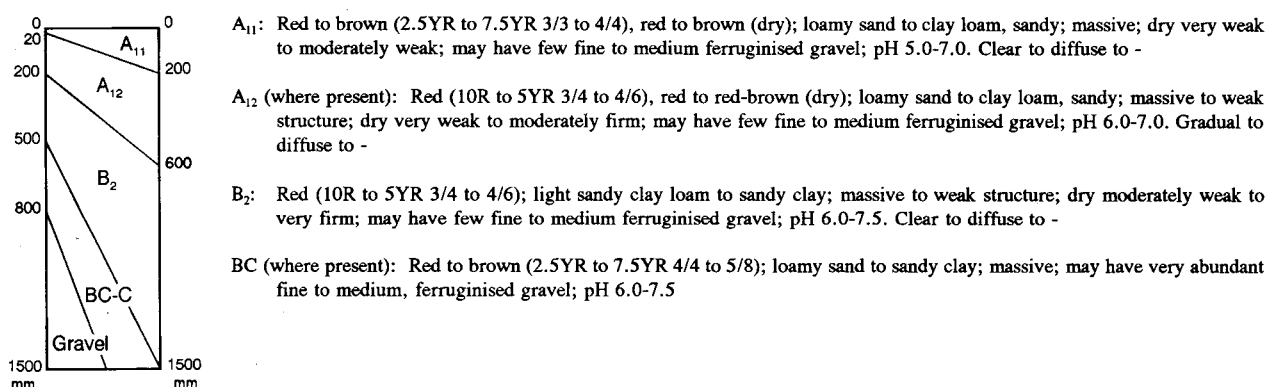 0
20
200
500
800
1500
mm
0
200
600
1500
mm
A₁₁
A₁₂
B₂
BC-C
Gravel
A₁₁: Red to brown (2.5YR to 7.5YR 3/3 to 4/4), red to brown (dry); loamy sand to clay loam, sandy; massive; dry very weak
to moderately weak; may have few fine to medium ferruginised gravel; pH 5.0-7.0. Clear to diffuse to -
A₁₂ (where present): Red (10R to 5YR 3/4 to 4/6), red to red-brown (dry); loamy sand to clay loam, sandy; massive to weak
structure; dry very weak to moderately firm; may have few fine to medium ferruginised gravel; pH 6.0-7.0. Gradual to
diffuse to -
B₂: Red (10R to 5YR 3/4 to 4/6); light sandy clay loam to sandy clay; massive to weak structure; dry moderately weak to
very firm; may have few fine to medium ferruginised gravel; pH 6.0-7.5. Clear to diffuse to -
BC (where present): Red to brown (2.5YR to 7.5YR 4/4 to 5/8); loamy sand to sandy clay; massive; may have very abundant
fine to medium, ferruginised gravel; pH 6.0-7.5